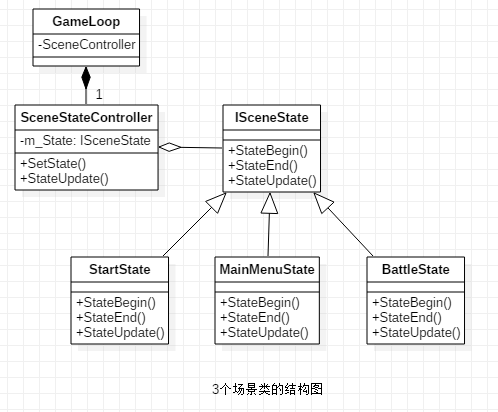 GameLoop
-SceneController
1
SceneStateController
-m_State: ISceneState
+SetState()
+StateUpdate()
ISceneState
+StateBegin()
+StateEnd()
+StateUpdate()
StartState
+StateBegin()
+StateEnd()
+StateUpdate()
MainMenuState
+StateBegin()
+StateEnd()
+StateUpdate()
BattleState
+StateBegin()
+StateEnd()
+StateUpdate()
3个场景类的结构图